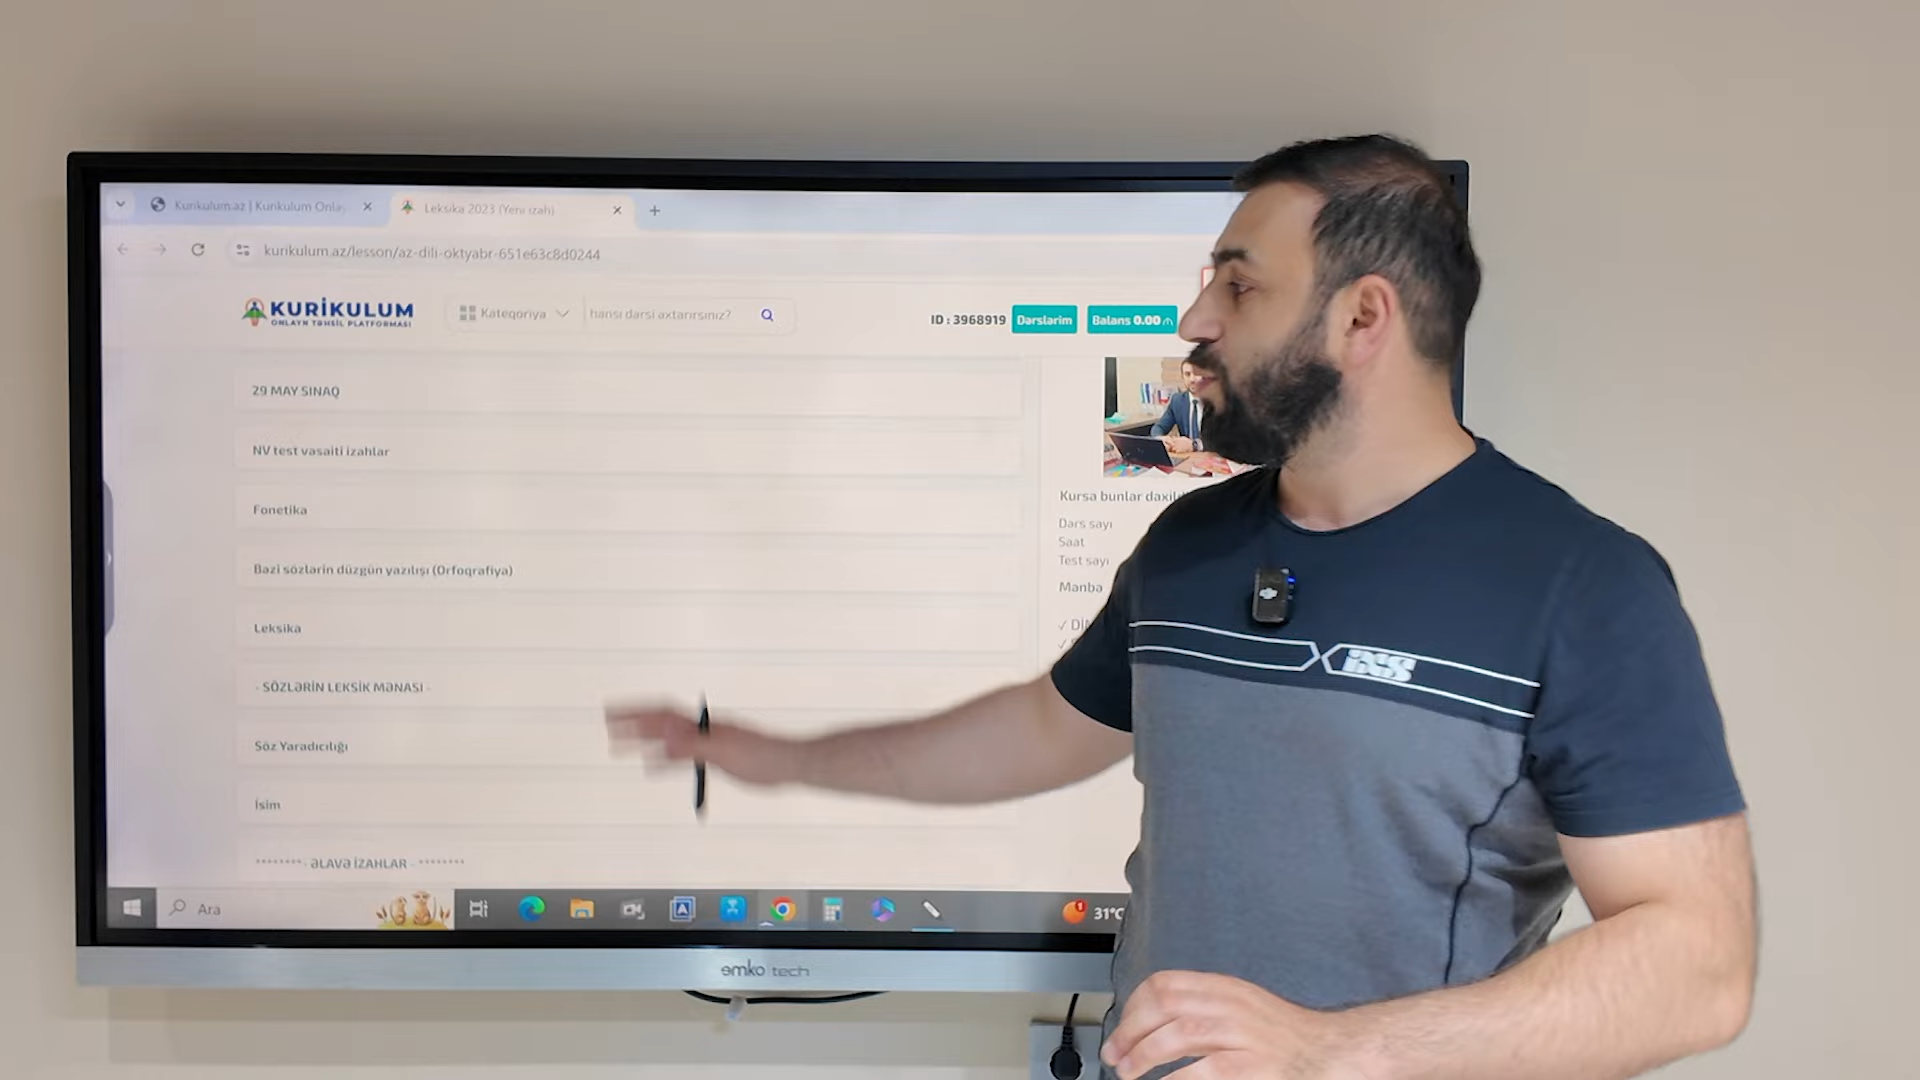 Kurikulum.az | Kurikulum Onla
Leksika 2023 (Yeni izah)
kurikulum.az/lesson/az-dili-oktyabr-651e63c8d0244
KURİKULUM
ONLAYN TƏHSİL PLATFORMASI
Kateqoriya
hansı dərsi axtarırsınız?
ID : 3968919
Dərslərim
Balans 0.00 ₼
29 MAY SINAQ
NV test vəsaiti izahlar
Fonetika
Bəzi sözlərin düzgün yazılışı (Orfoqrafiya)
Leksika
- SÖZLƏRİN LEKSİK MƏNASI -
Söz Yaradıcılığı
İsim
******** - ƏLAVƏ İZAHLAR - ********
Kursa bunlar daxil
Dərs sayı
Saat
Test sayı
Mənbə
✓ DİM
Ara
31°C
emko tech
iXS